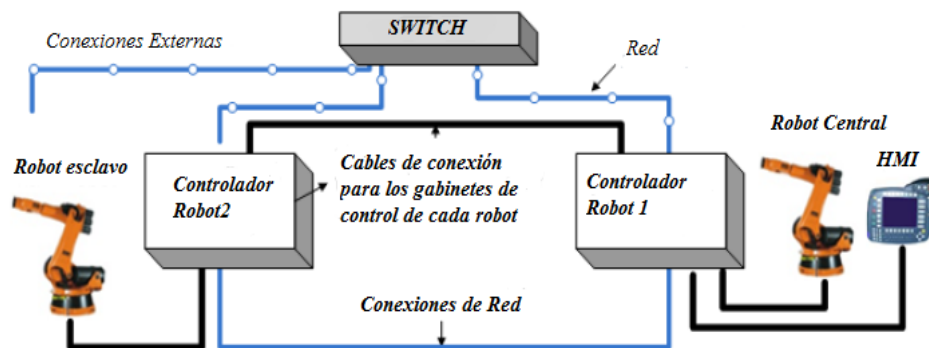 SWITCH
Conexiones Externas
Red
Robot Central
HMI
Robot esclavo
Controlador
Robot2
Cables de conexión
para los gabinetes de
control de cada robot
Controlador
Robot 1
Conexiones de Red